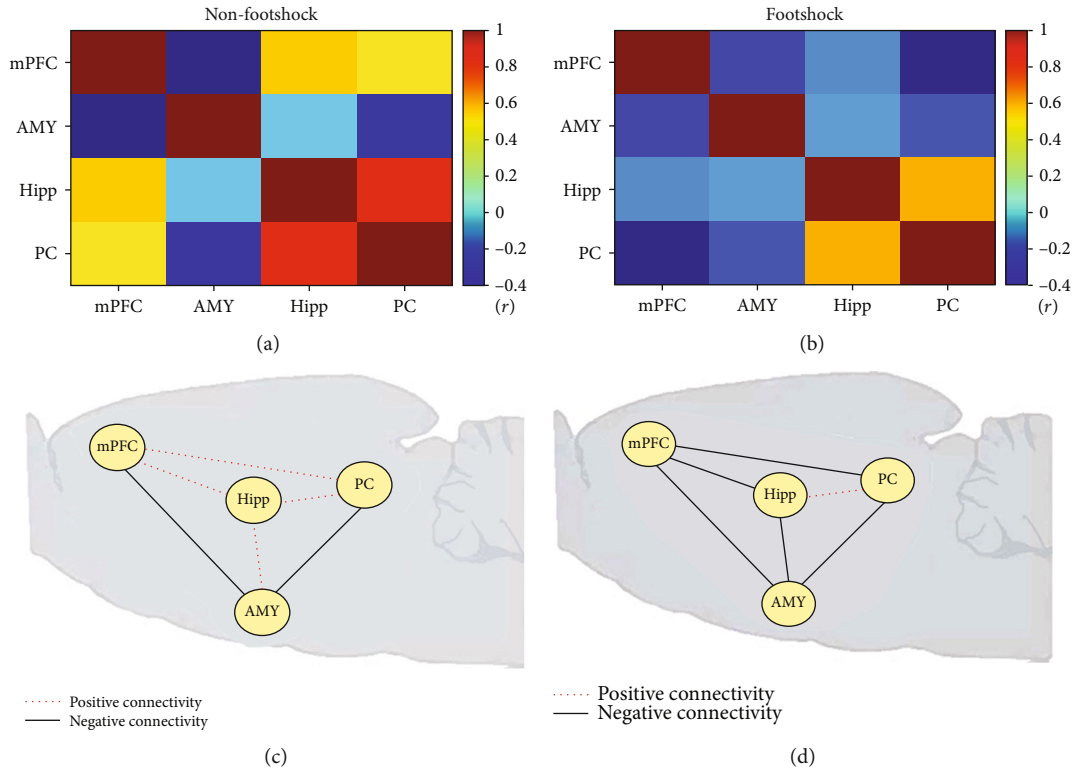 Non-footshock
mPFC
AMY
Hipp
PC
mPFC AMY Hipp PC
1
0.8
0.6
0.4
0.2
0
–0.2
–0.4
(r)
(a)
Footshock
mPFC
AMY
Hipp
PC
mPFC AMY Hipp PC
1
0.8
0.6
0.4
0.2
0
–0.2
–0.4
(r)
(b)
mPFC
Hipp
PC
AMY
Positive connectivity
Negative connectivity
(c)
mPFC
Hipp
PC
AMY
Positive connectivity
Negative connectivity
(d)